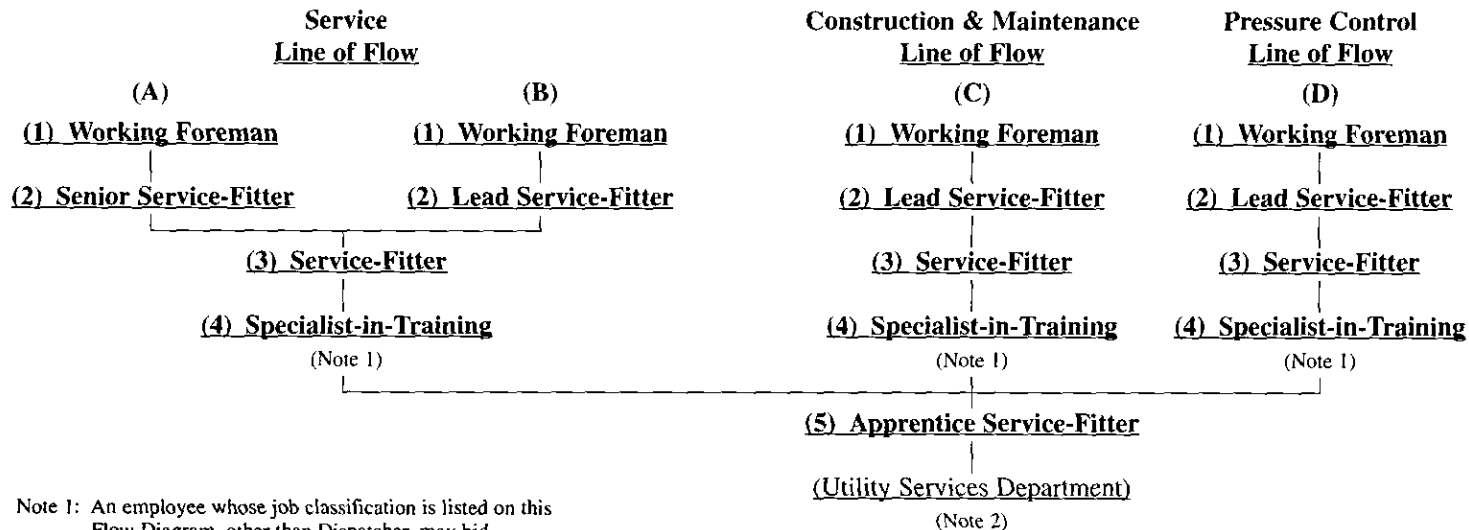 Service Construction & Maintenance Pressure Control
Line of Flow Line of Flow Line of Flow
(A) (B) (C) (D)
(1) Working Foreman (1) Working Foreman (1) Working Foreman (1) Working Foreman
(2) Senior Service-Fitter (2) Lead Service-Fitter (2) Lead Service-Fitter (2) Lead Service-Fitter
(3) Service-Fitter (3) Service-Fitter (3) Service-Fitter
(4) Specialist-in-Training (4) Specialist-in-Training (4) Specialist-in-Training
(Note 1) (Note 1) (Note 1)
(5) Apprentice Service-Fitter
(Utility Services Department)
Note 1: An employee whose job classification is listed on this
(Note 2)
Flow Diagram, other than Dispatcher, may bid